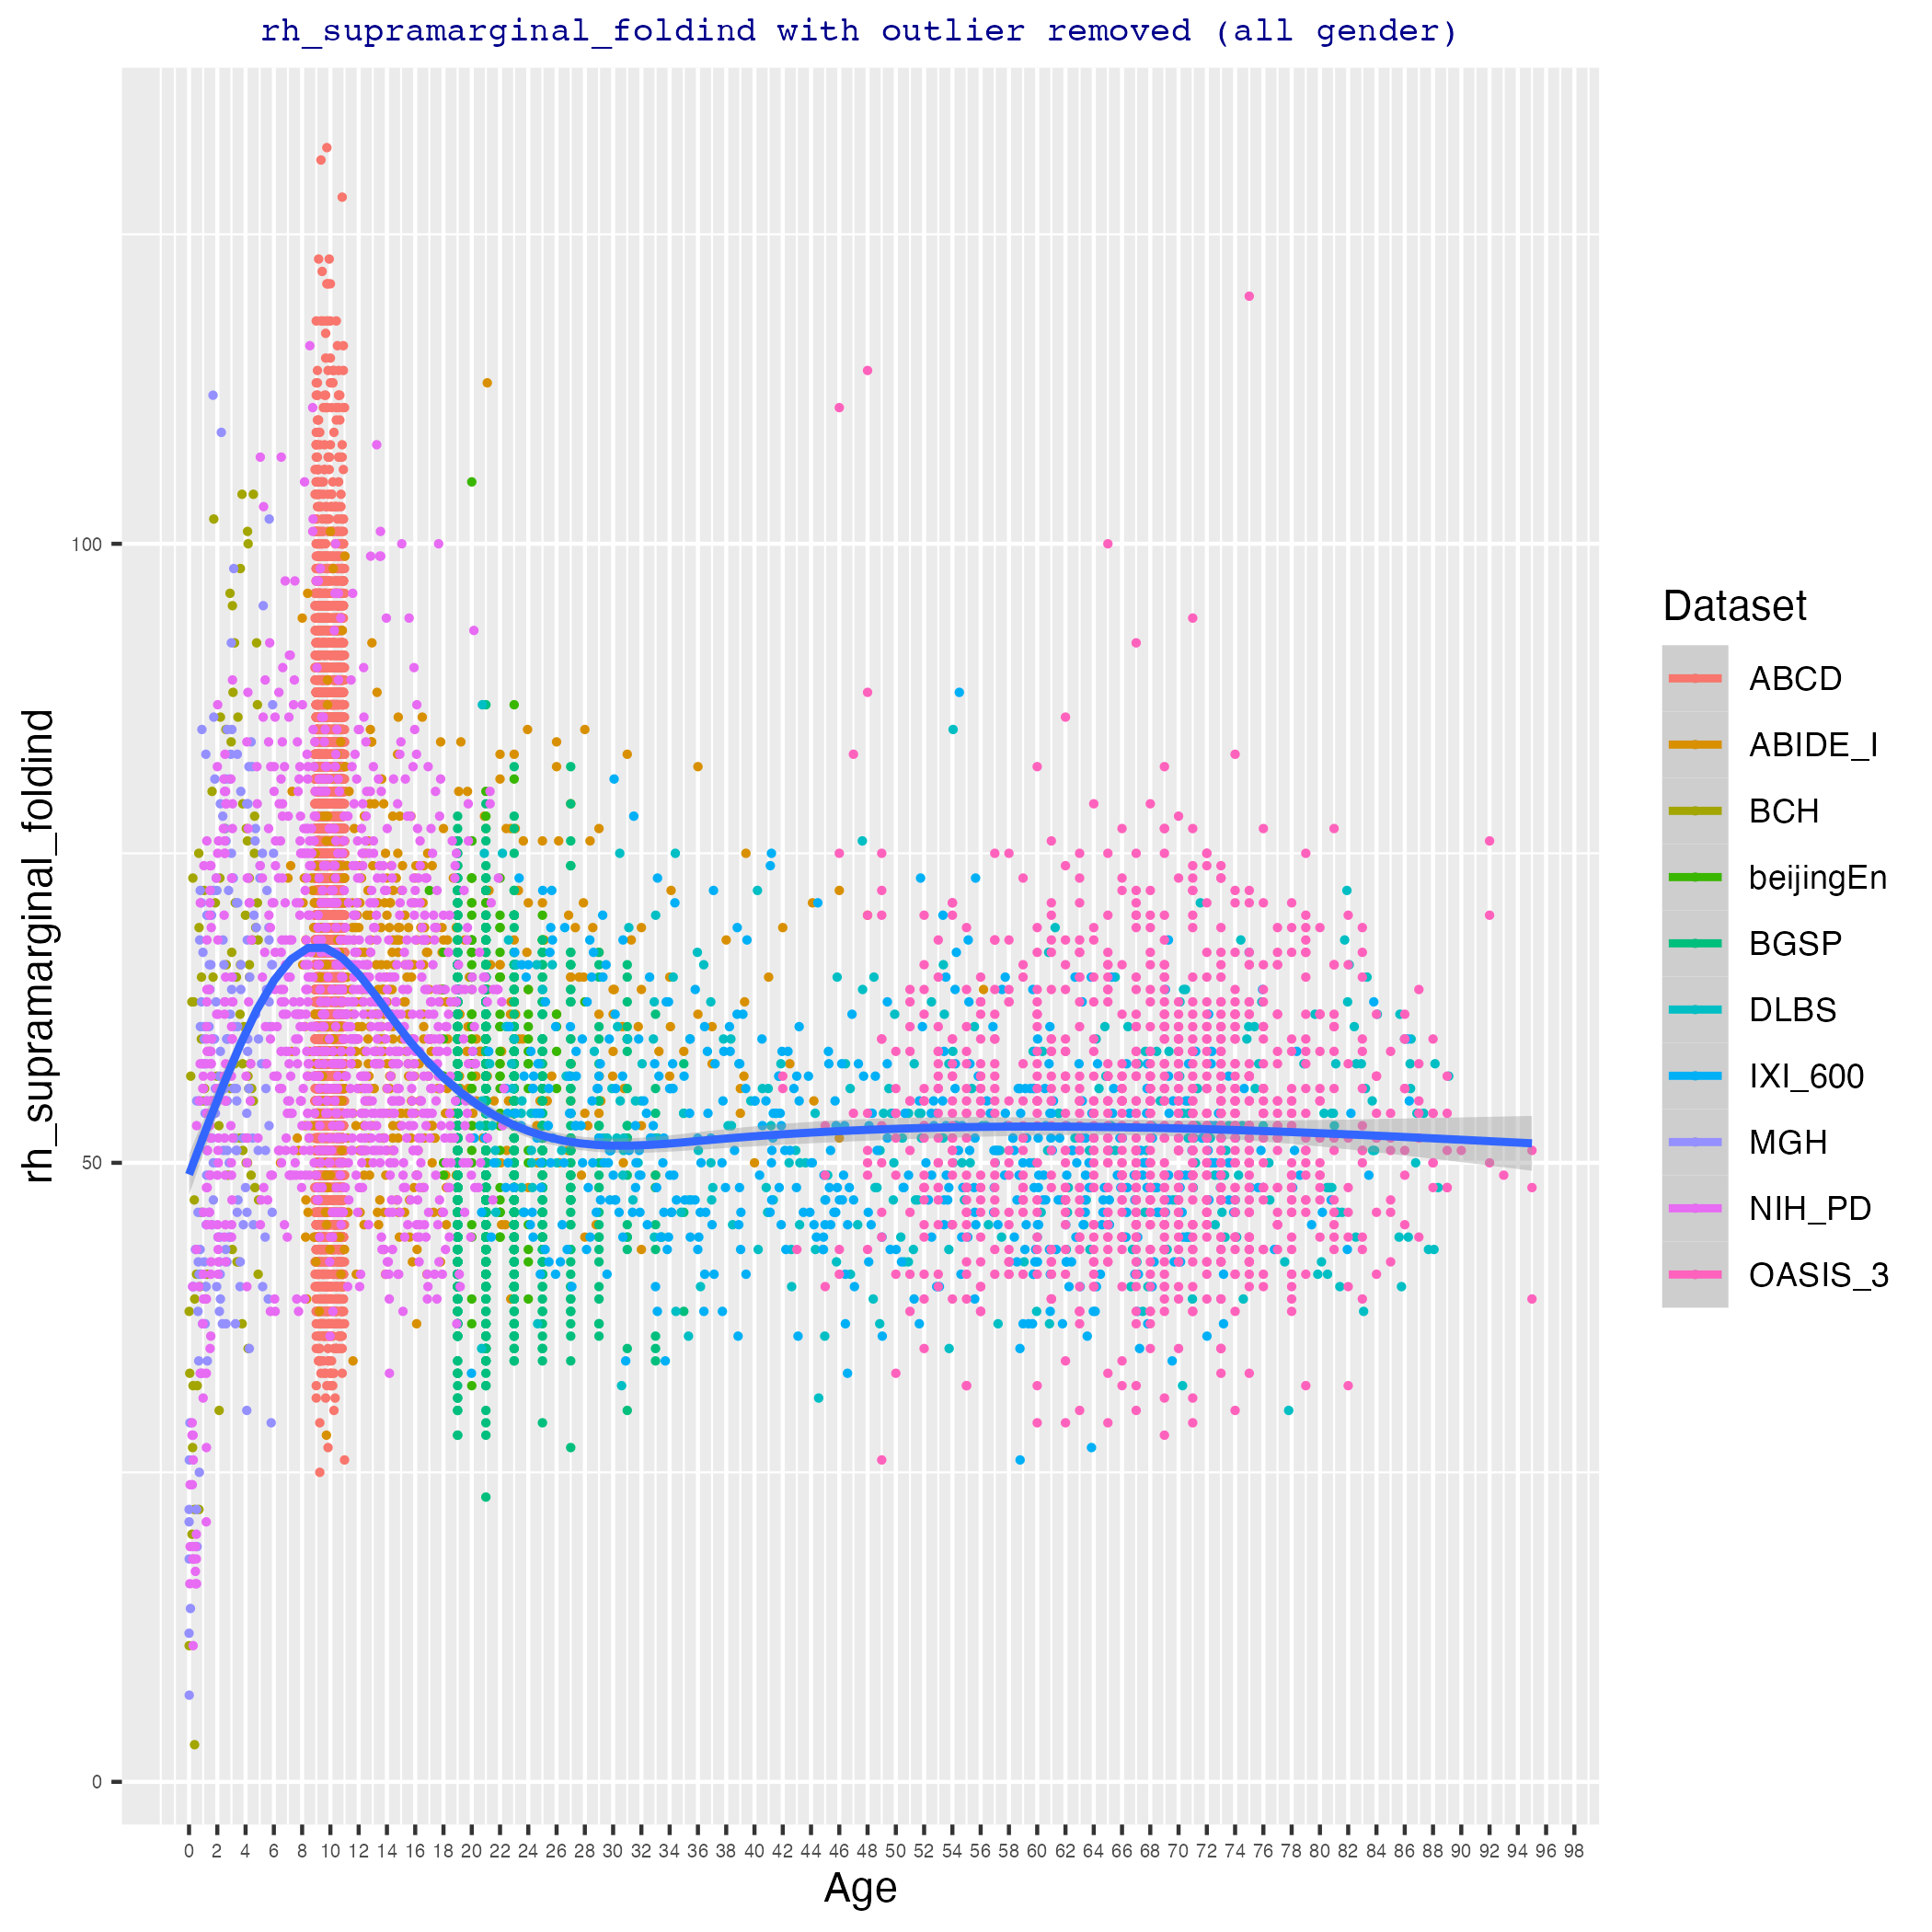 rh_supramarginal_foldind with outlier removed (all gender)
rh_supramarginal_foldind
100
50
0
0 2 4 6 8 10 12 14 16 18 20 22 24 26 28 30 32 34 36 38 40 42 44 46 48 50 52 54 56 58 60 62 64 66 68 70 72 74 76 78 80 82 84 86 88 90 92 94 96 98
Age
Dataset
ABCD
ABIDE_I
BCH
beijingEn
BGSP
DLBS
IXI_600
MGH
NIH_PD
OASIS_3